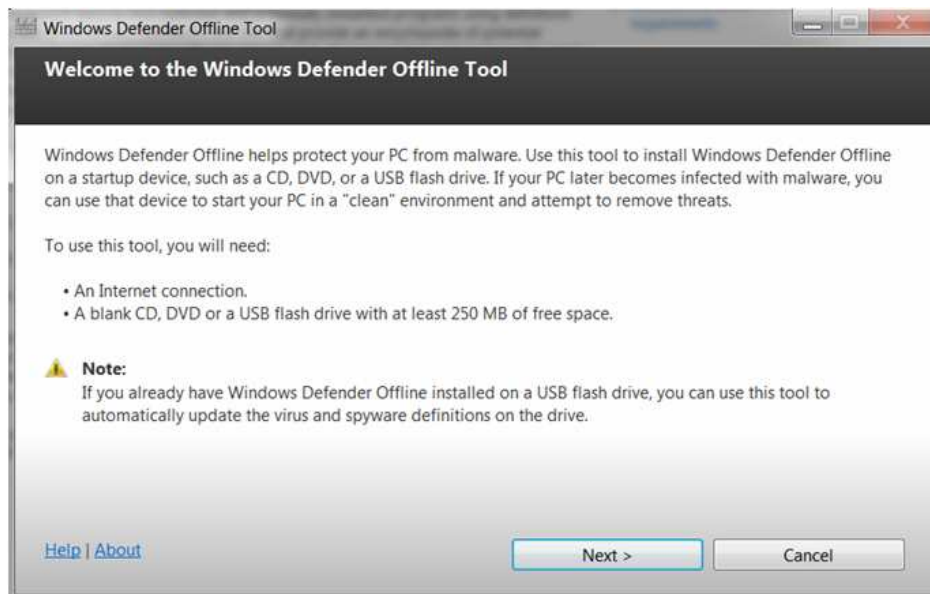 Windows Defender Offline Tool
Welcome to the Windows Defender Offline Tool
Windows Defender Offline helps protect your PC from malware. Use this tool to install Windows Defender Offline
on a startup device, such as a CD, DVD, or a USB flash drive. If your PC later becomes infected with malware, you
can use that device to start your PC in a “clean” environment and attempt to remove threats.
To use this tool, you will need:
• An Internet connection.
• A blank CD, DVD or a USB flash drive with at least 250 MB of free space.
Note:
If you already have Windows Defender Offline installed on a USB flash drive, you can use this tool to
automatically update the virus and spyware definitions on the drive.
Help | About
Next >
Cancel